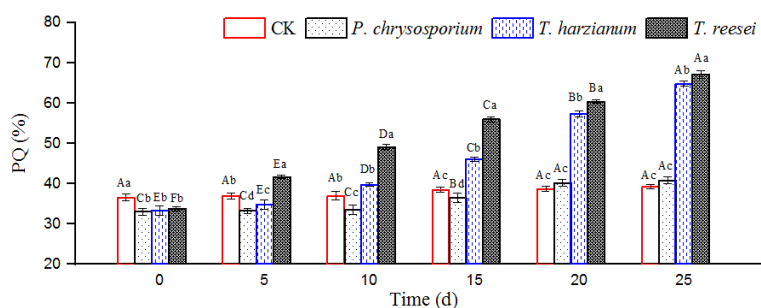 CK P. chrysosporium T. harzianum T. reesei
PQ (%)
80
70
60
50
40
30
20
Aa Cb Eb Fb
Ab Cd Ec Ea
Ab Cc Db Da
Ac Bd Cb Ca
Ac Ac Bb Ba
Ac Ac Ab Aa
0 5 10 15 20 25
Time (d)